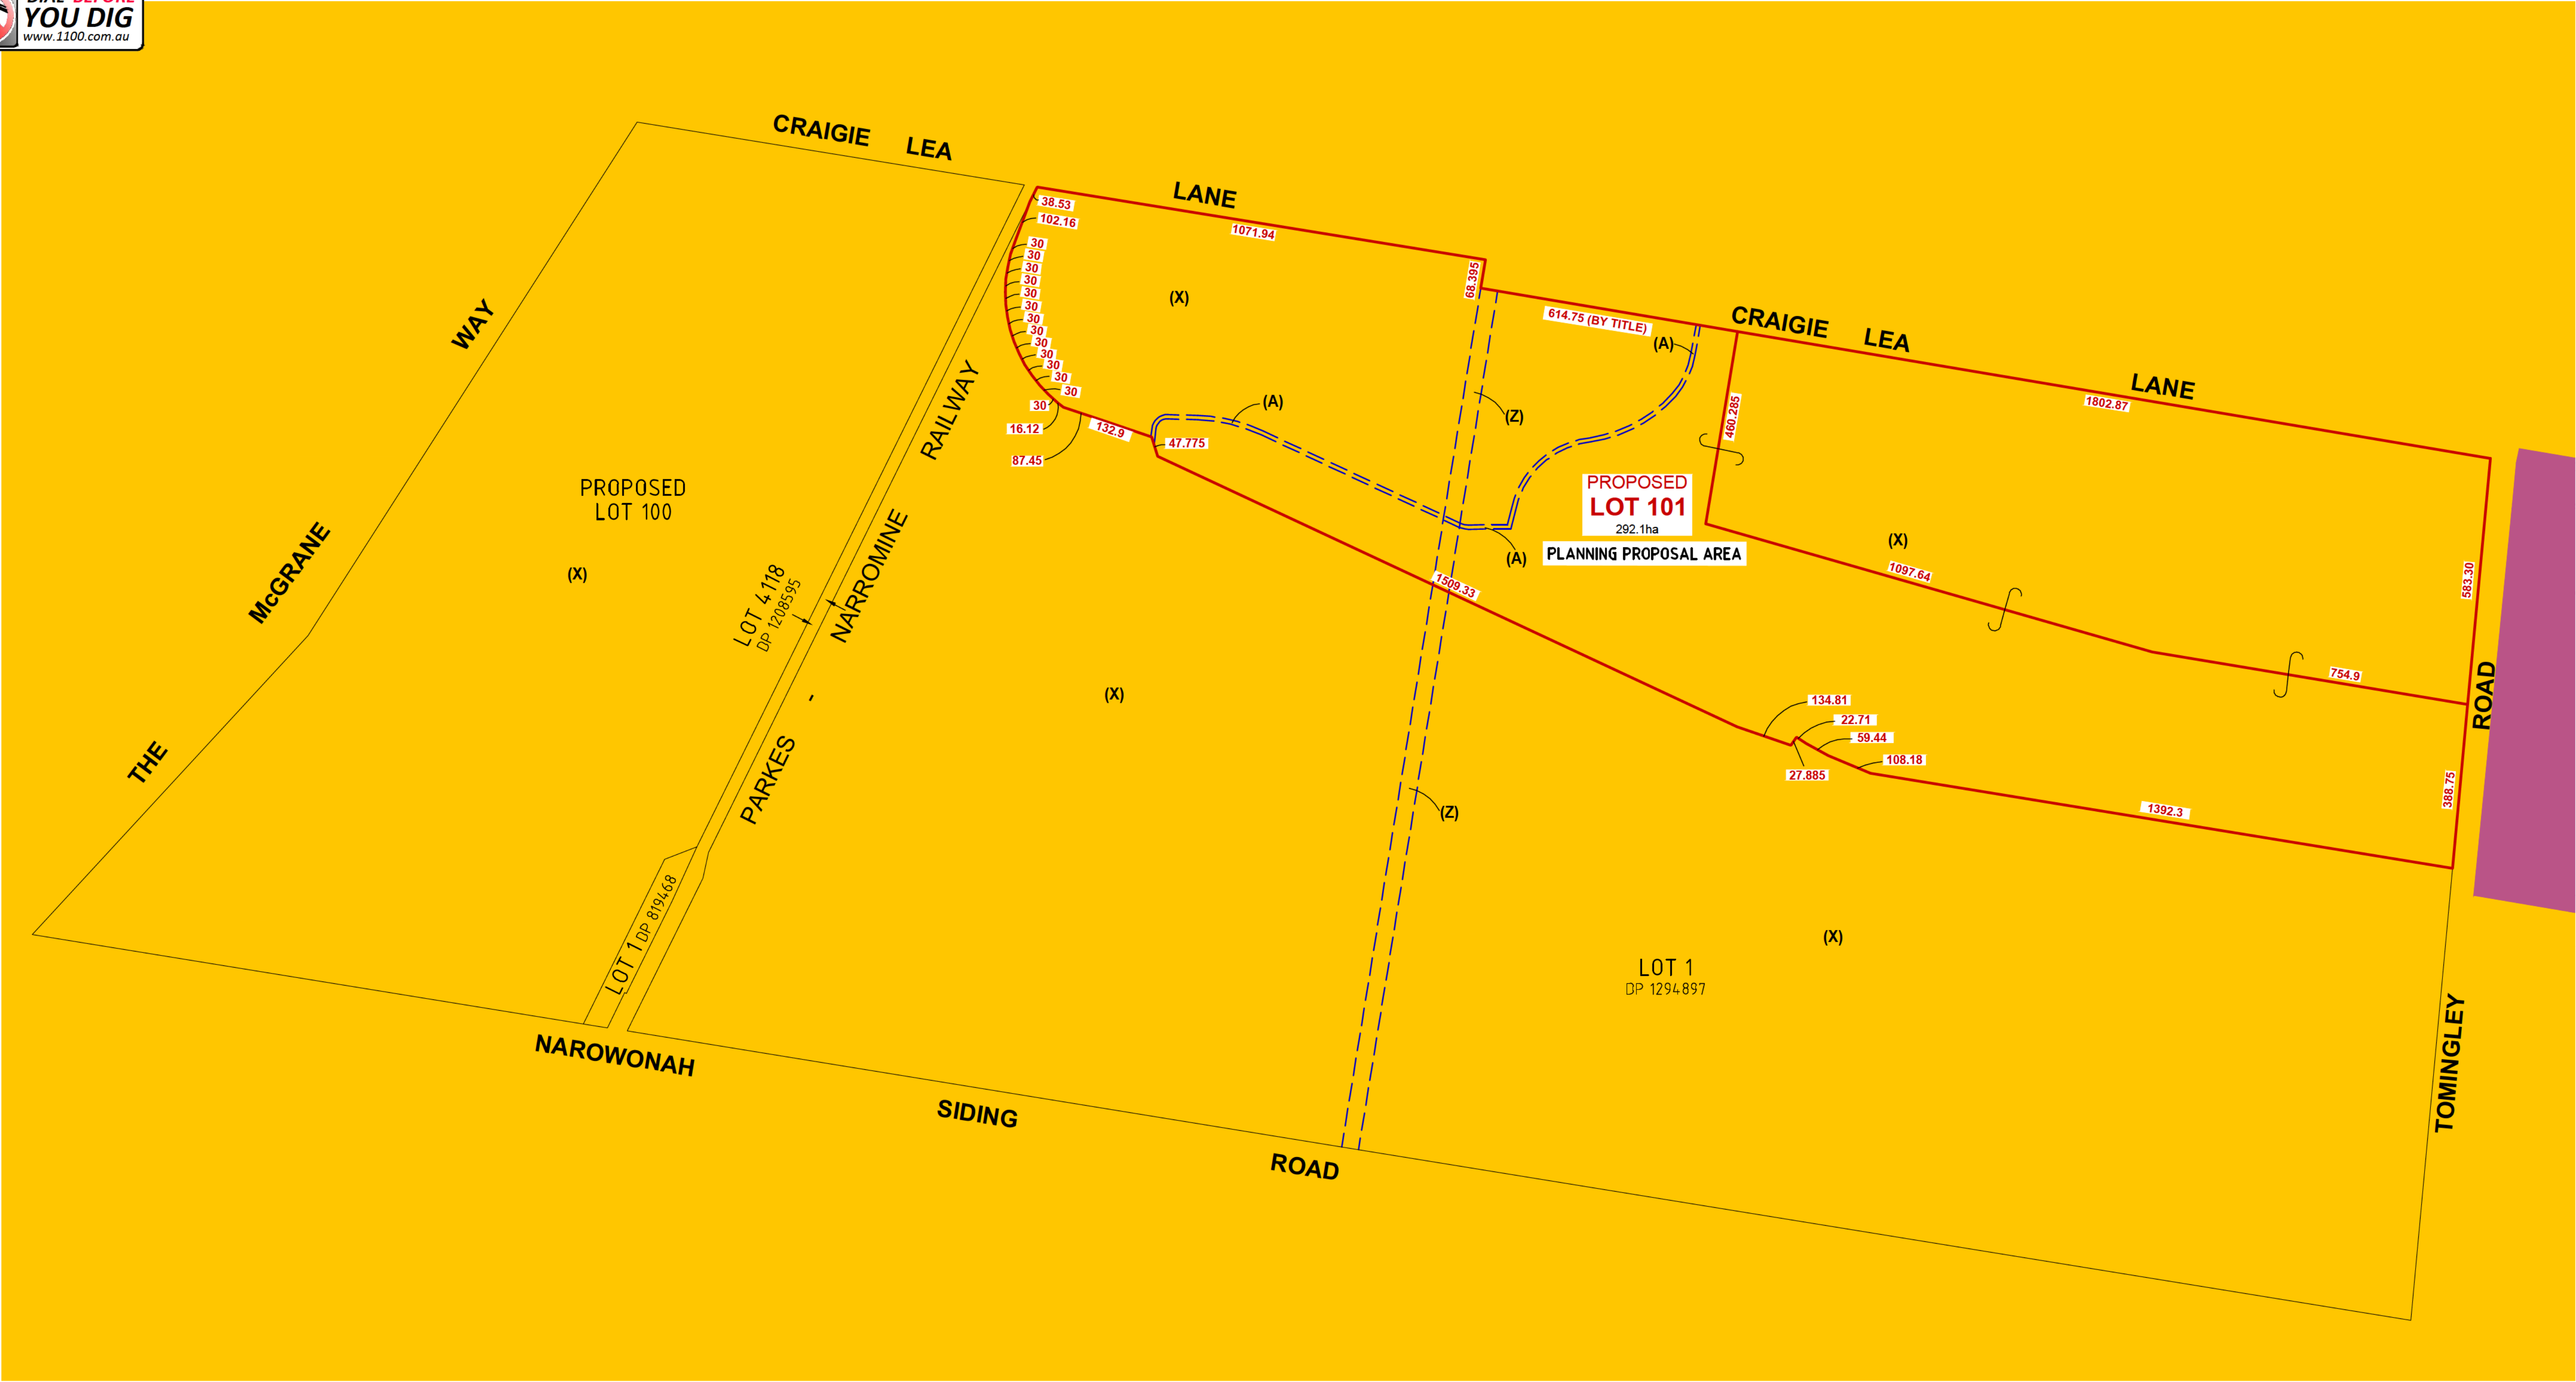 DIAL BEFORE
YOU DIG
www.1100.com.au
CRAIGIE LEA
LANE
38.53
102.16
1071.94
30
30
30
30
30
30
30
30
30
30
30
30
30
30
16.12
87.45
132.9
47.775
(X)
(A)
68.395
614.75 (BY TITLE)
(A)
(Z)
CRAIGIE LEA
LANE
1802.87
460.285
PROPOSED
LOT 101
292.1ha
PLANNING PROPOSAL AREA
(A)
(X)
1097.64
583.30
754.9
ROAD
388.75
1509.33
134.81
22.71
59.44
108.18
27.885
1392.3
(Z)
WAY
McGRANE
THE
PROPOSED
LOT 100
(X)
RAILWAY
NARROMINE
-
PARKES
LOT 4118
DP 1208595
(X)
LOT 1 DP 819468
(X)
LOT 1
DP 1294897
TOMINGLEY
NAROWONAH
SIDING
ROAD